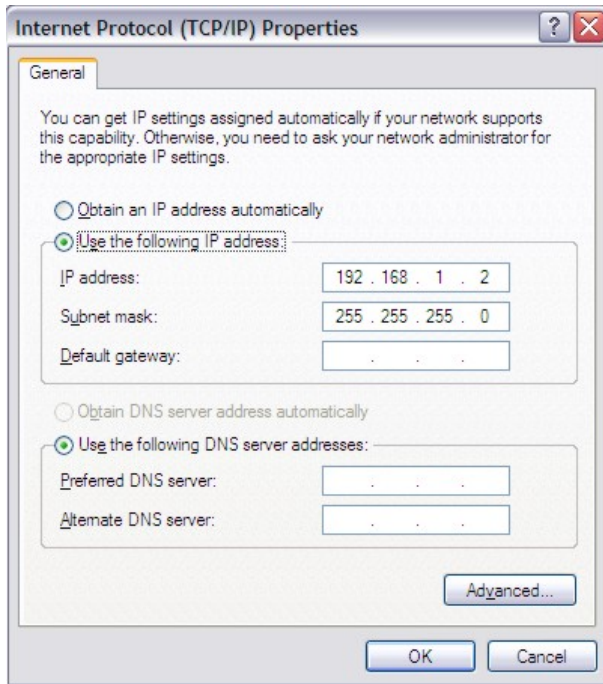 Internet Protocol (TCP/IP) Properties
General
You can get IP settings assigned automatically if your network supports
this capability. Otherwise, you need to ask your network administrator for
the appropriate IP settings.
Obtain an IP address automatically
Use the following IP address:
IP address: 192 . 168 . 1 . 2
Subnet mask: 255 . 255 . 255 . 0
Default gateway: . . .
Obtain DNS server address automatically
Use the following DNS server addresses:
Preferred DNS server: . . .
Alternate DNS server: . . .
Advanced...
OK Cancel